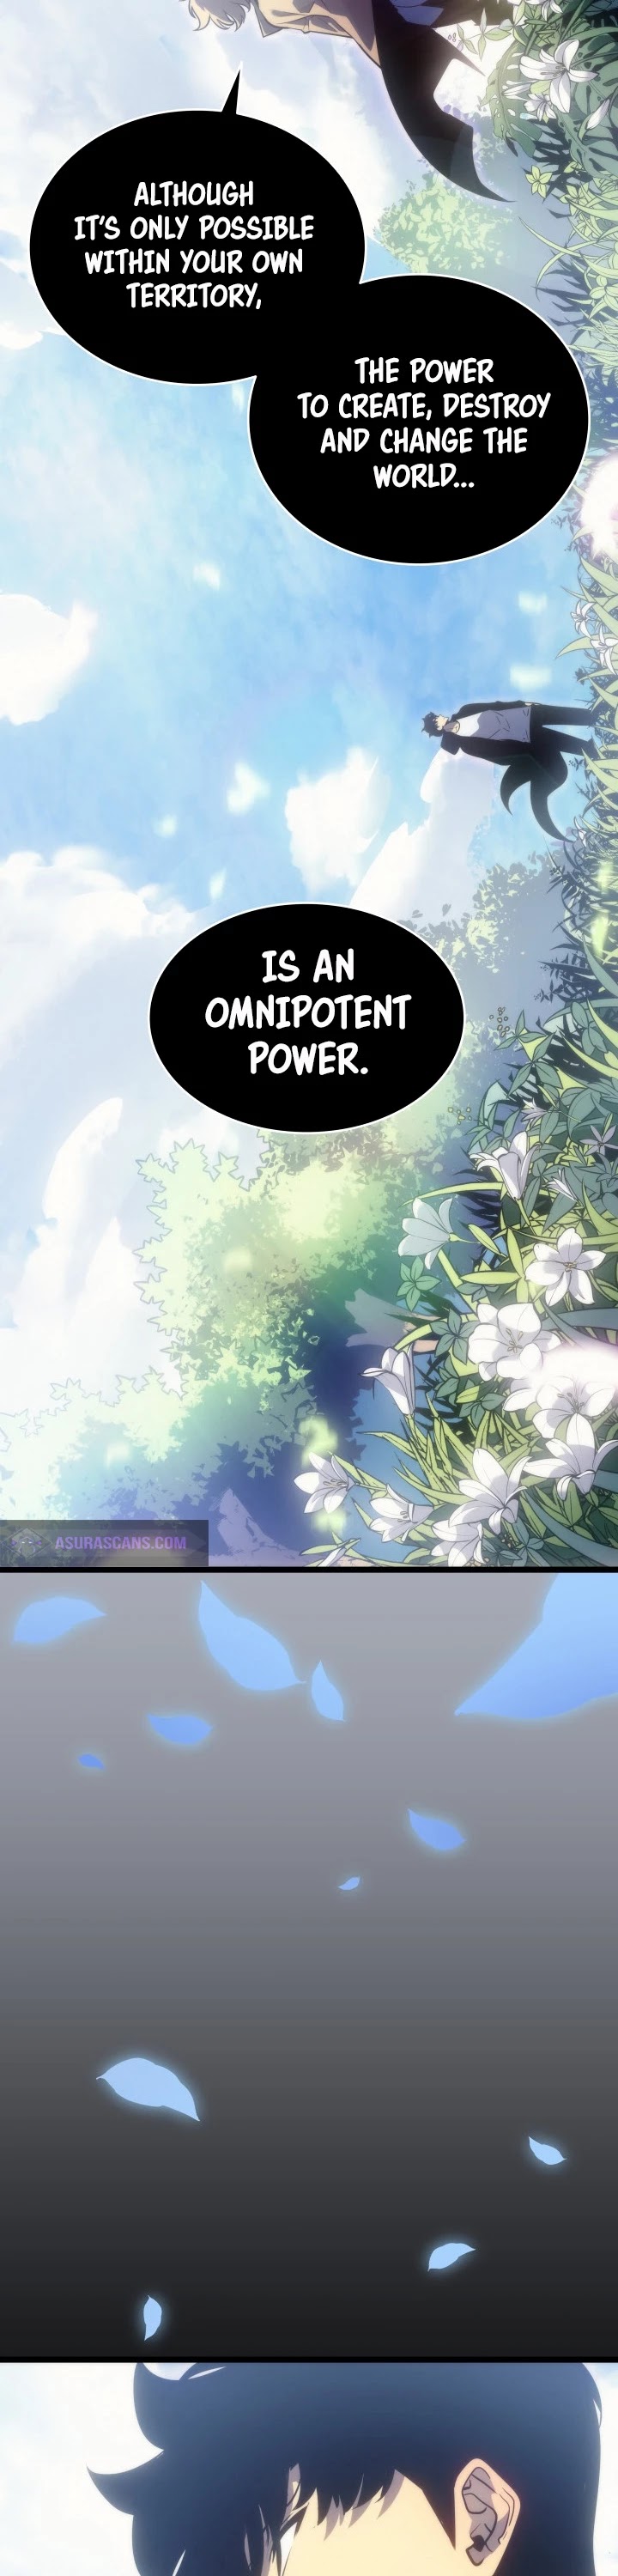 ALTHOUGH
IT'S ONLY POSSIBLE
WITHIN YOUR OWN
TERRITORY,
THE POWER
TO CREATE, DESTROY
AND CHANGE THE
WORLD...
IS AN
OMNIPOTENT
POWER.
ASURASCANS.COM